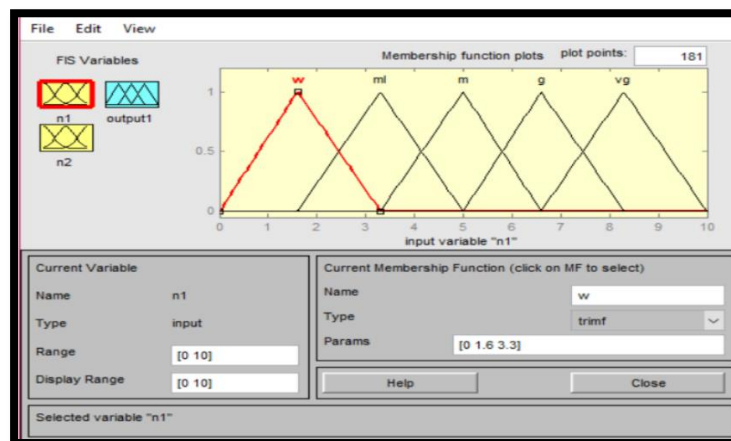 File Edit View
FIS Variables
Membership function plots plot points: 181
w ml m g vg
n1 output1
n2
1
0.5
0
0 1 2 3 4 5 6 7 8 9 10
input variable "n1"
Current Variable
Name n1
Type input
Range [0 10]
Display Range [0 10]
Current Membership Function (click on MF to select)
Name w
Type trimf
Params [0 1.6 3.3]
Help Close
Selected variable "n1"